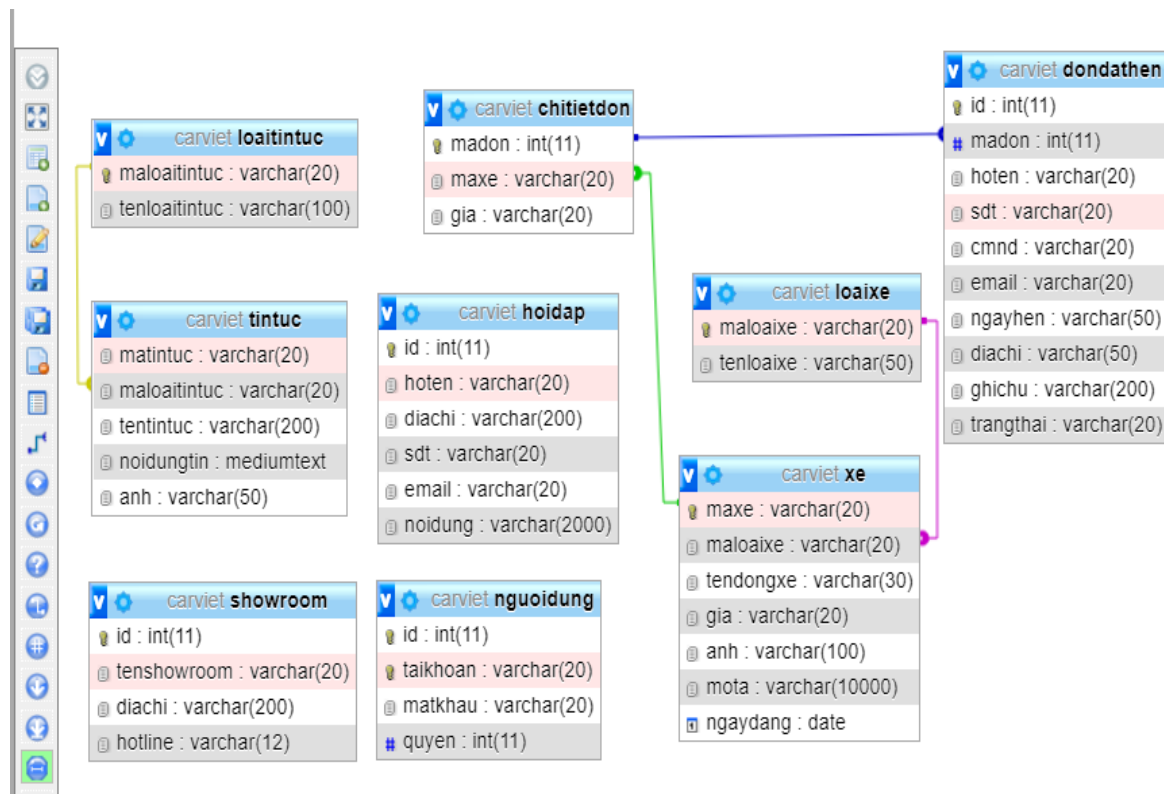 carviet loaitintuc
maloaitintuc : varchar(20)
tenloaitintuc : varchar(100)
carviet chitietdon
madon : int(11)
maxe : varchar(20)
gia : varchar(20)
carviet dondathen
id : int(11)
madon : int(11)
hoten : varchar(20)
sdt : varchar(20)
cmnd : varchar(20)
email : varchar(20)
ngayhen : varchar(50)
diachi : varchar(50)
ghichu : varchar(200)
trangthai : varchar(20)
carviet tintuc
matintuc : varchar(20)
maloaitintuc : varchar(20)
tentintuc : varchar(200)
noidungtin : mediumtext
anh : varchar(50)
carviet hoidap
id : int(11)
hoten : varchar(20)
diachi : varchar(200)
sdt : varchar(20)
email : varchar(20)
noidung : varchar(2000)
carviet loaixe
maloaixe : varchar(20)
tenloaixe : varchar(50)
carviet xe
maxe : varchar(20)
maloaixe : varchar(20)
tendongxe : varchar(30)
gia : varchar(20)
anh : varchar(100)
mota : varchar(10000)
ngaydang : date
carviet showroom
id : int(11)
tenshowroom : varchar(20)
diachi : varchar(200)
hotline : varchar(12)
carviet nguoidung
id : int(11)
taikhoan : varchar(20)
matkhau : varchar(20)
quyen : int(11)